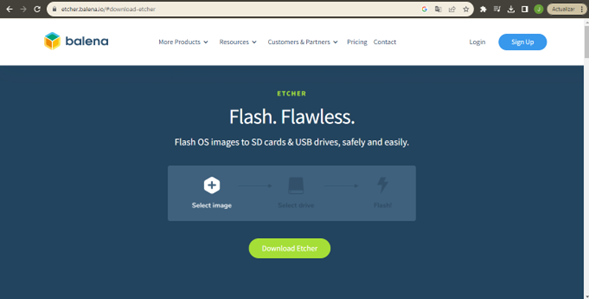 etcher.balena.io/#download-etcher
J
Actualizar
balena
More Products
Resources
Customers & Partners
Pricing
Contact
Login
Sign Up
ETCHER
Flash. Flawless.
Flash OS images to SD cards & USB drives, safely and easily.
Select image
Select drive
Flash!
Download Etcher